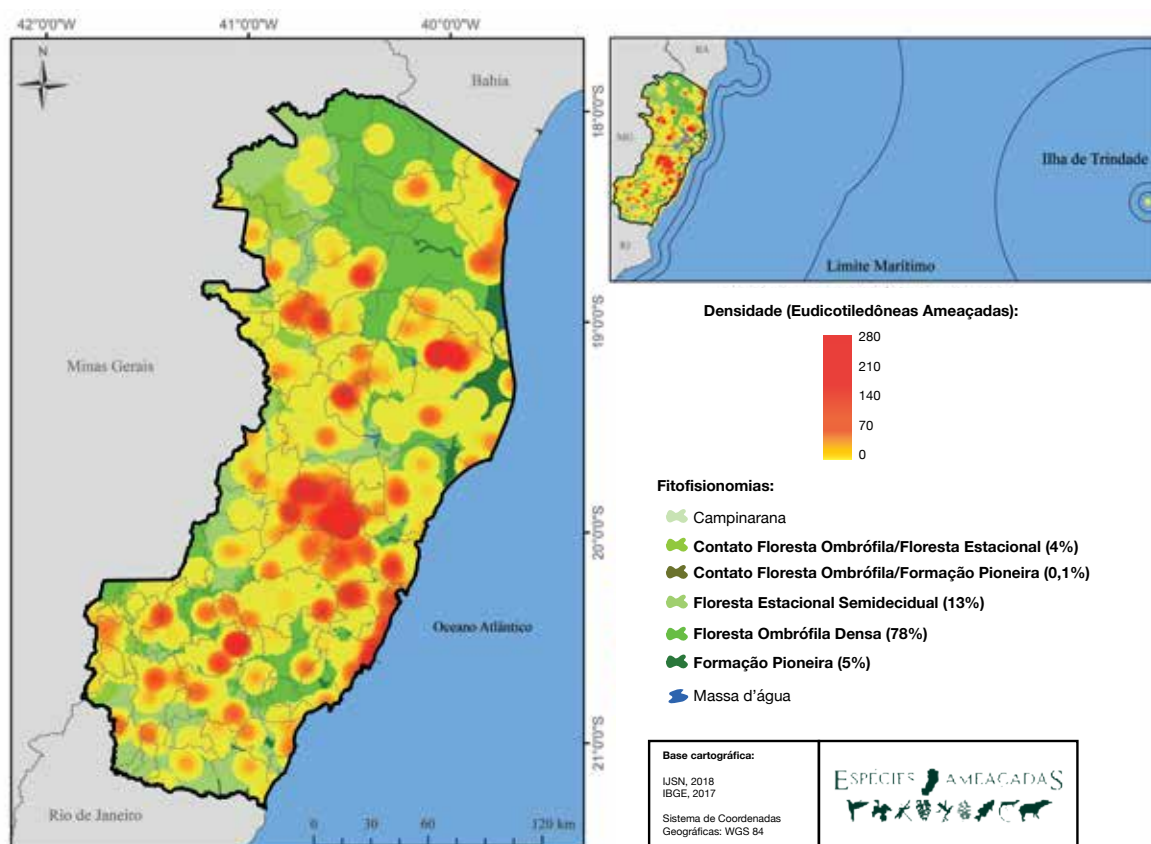 42°0'0"W 41°0'0"W 40°0'0"W
N
Bahia
18°0'0"S
Minas Gerais
19°0'0"S
20°0'0"S
Oceano Atlântico
21°0'0"S
Rio de Janeiro
0 30 60 120 km
BA
MG
Ilha de Trindade
RJ
Limite Marítimo
Densidade (Eudicotiledôneas Ameaçadas):
280
210
140
70
0
Fitofisionomias:
Campinarana
Contato Floresta Ombrófila/Floresta Estacional (4%)
Contato Floresta Ombrófila/Formação Pioneira (0,1%)
Floresta Estacional Semidecidual (13%)
Floresta Ombrófila Densa (78%)
Formação Pioneira (5%)
Massa d'água
Base cartográfica:
IJSN, 2018
IBGE, 2017
Sistema de Coordenadas
Geográficas: WGS 84
ESPÉCIES AMEAÇADAS